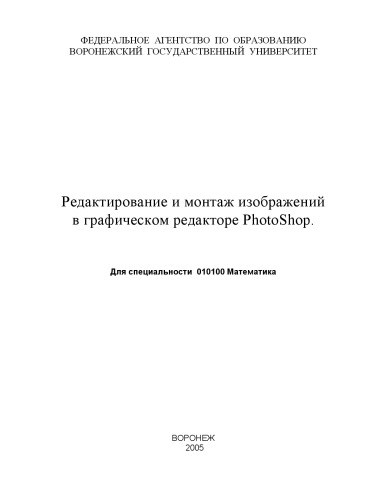 ФЕДЕРАЛЬНОЕ АГЕНТСТВО ПО ОБРАЗОВАНИЮ
ВОРОНЕЖСКИЙ ГОСУДАРСТВЕННЫЙ УНИВЕРСИТЕТ
Редактирование и монтаж изображений
в графическом редакторе PhotoShop.
Для специальности 010100 Математика
ВОРОНЕЖ
2005